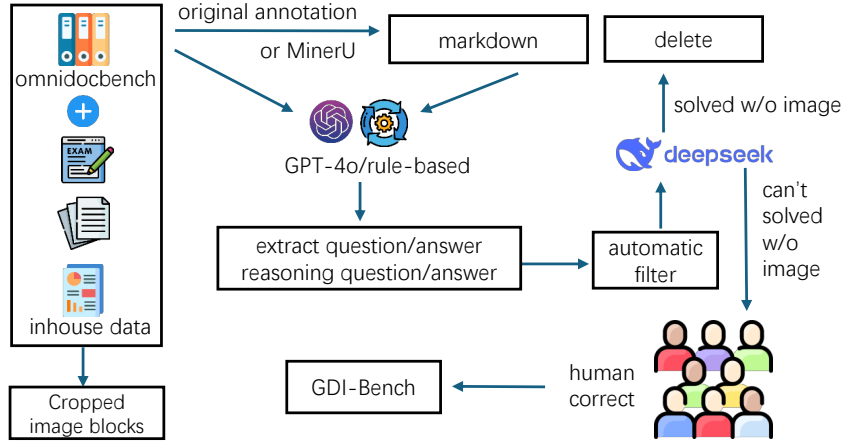 original annotation
or MinerU
markdown
delete
omnidocbench
EXAM
solved w/o image
deepseek
GPT-4o/rule-based
can't
solved
w/o
image
extract question/answer
reasoning question/answer
automatic
filter
inhouse data
human
correct
GDI-Bench
Cropped
image blocks